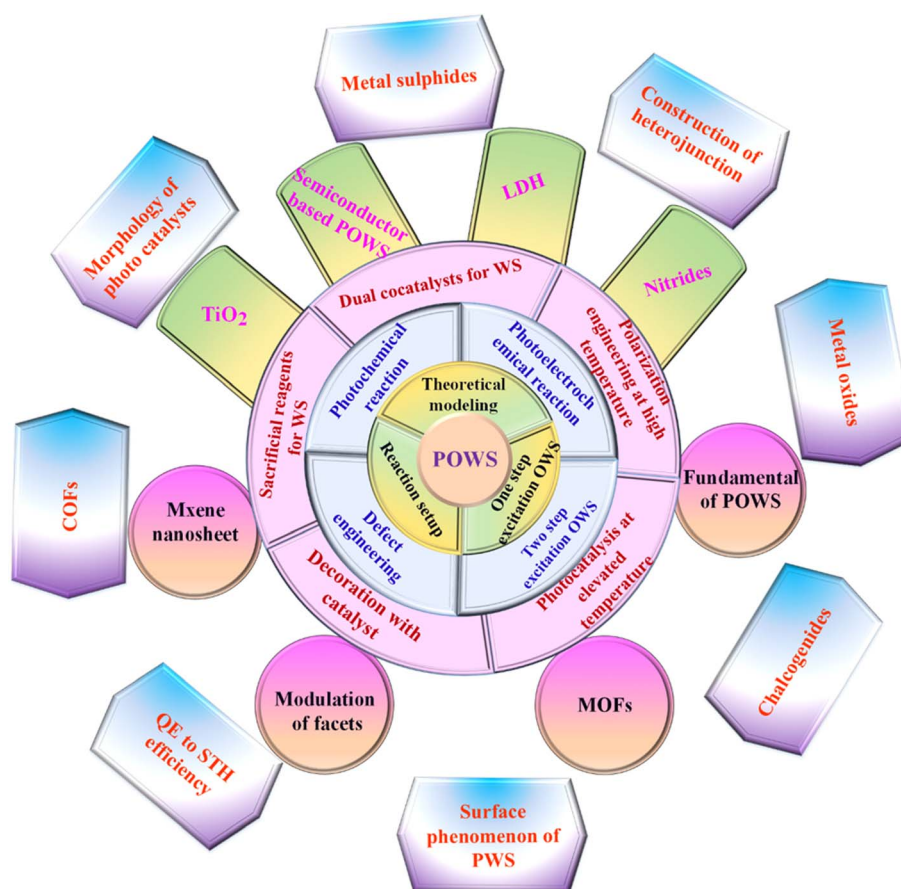 Metal sulphides
Construction of
heterojunction
Morphology of
photo catalysts
Semiconductor
based POWS
LDH
TiO₂
Nitrides
Metal oxides
Dual cocatalysts for WS
Polarization
engineering at high
temperature
Sacrificial reagents
for WS
Photochemical
reaction
Photoelectroch
emical reaction
Theoretical
modeling
POWS
Reaction setup
One step
excitation OWS
Defect
engineering
Two step
excitation OWS
Decoration with
catalyst
Photocatalysis at
elevated
temperature
COFs
Mxene
nanosheet
Fundamental
of POWS
Chalcogenides
Modulation
of facets
MOFs
QE to STH
efficiency
Surface
phenomenon of
PWS